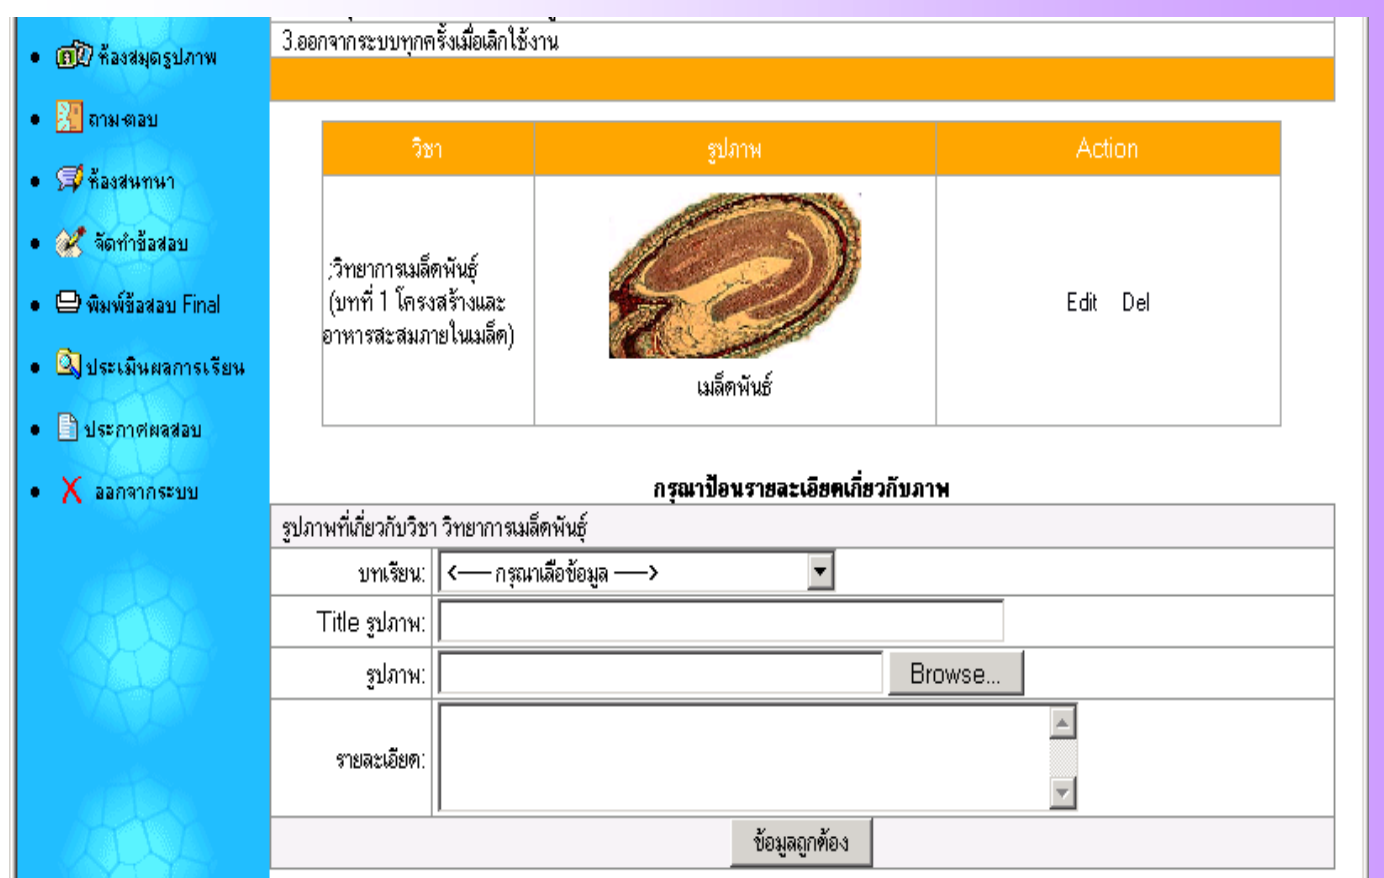 3.ออกจากระบบทุกครั้งเมื่อเลิกใช้งาน
ห้องสมุดรูปภาพ
ถาม-ตอบ
ห้องสนทนา
จัดทำข้อสอบ
พิมพ์ข้อสอบ Final
ประเมินผลการเรียน
ประกาศผลสอบ
ออกจากระบบ
วิชา รูปภาพ Action
:วิทยาการเมล็ดพันธุ์
(บทที่ 1 โครงสร้างและ
อาหารสะสมภายในเมล็ด)
เมล็ดพันธ์
Edit Del
กรุณาป้อนรายละเอียดเกี่ยวกับภาพ
รูปภาพที่เกี่ยวกับวิชา วิทยาการเมล็ดพันธุ์
บทเรียน: <---- กรุณาเลือข้อมูล ---->
Title รูปภาพ:
รูปภาพ: Browse...
รายละเอียด:
ข้อมูลถูกต้อง